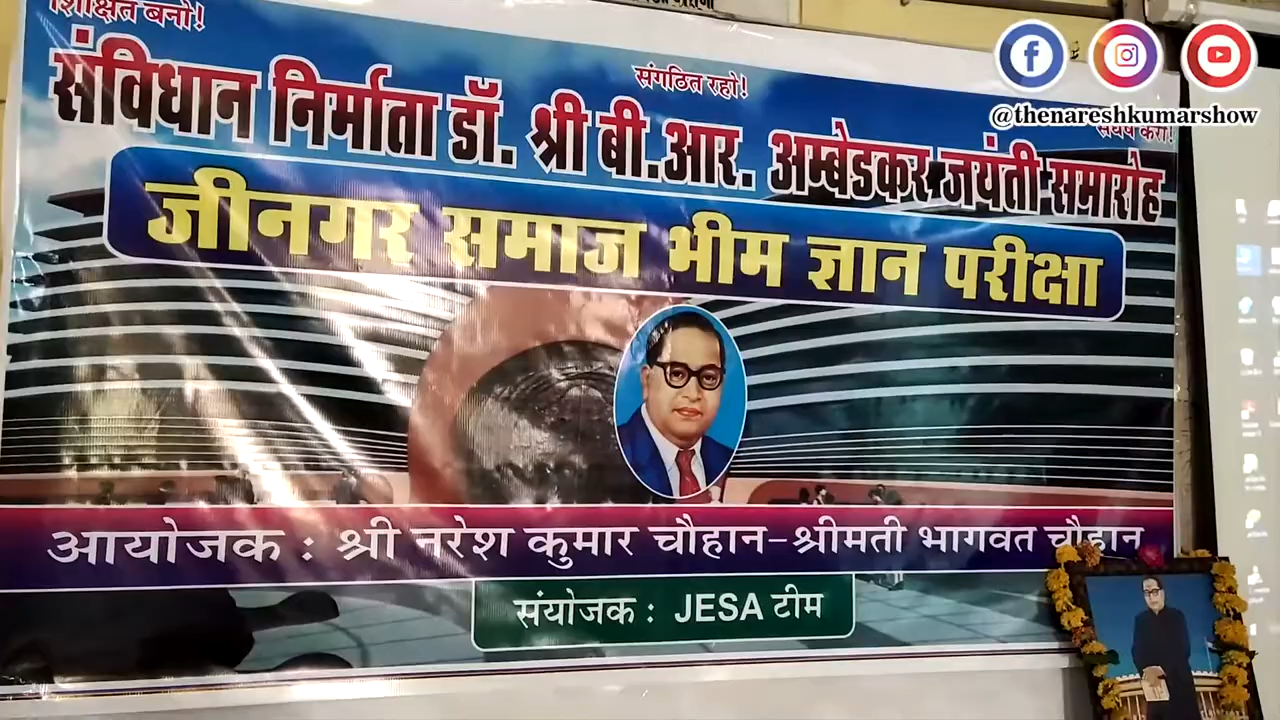 शिक्षित बनो!
संगठित रहो!
@thenareshkumarshow
संघर्ष करो!
संविधान निर्माता डॉ. श्री बी.आर. अम्बेडकर जयंती समारोह
जीनगर समाज भीम ज्ञान परीक्षा
आयोजक : श्री नरेश कुमार चौहान-श्रीमती भागवत चौहान
संयोजक : JESA टीम